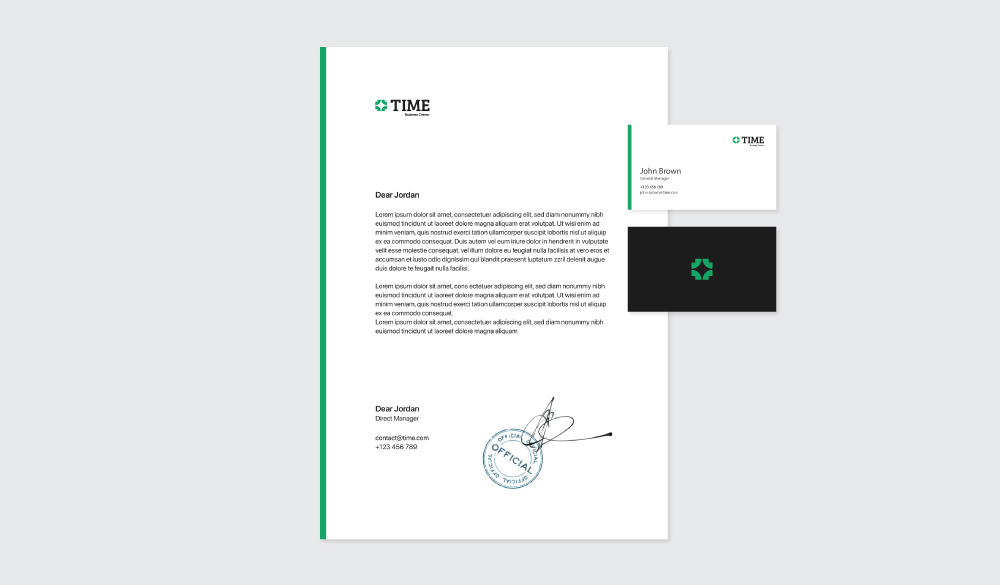 TIME
Business Owner
Dear Jordan
Lorem ipsum dolor sit amet, consectetuer adipiscing elit, sed diam nonummy nibh
euismod tincidunt ut laoreet dolore magna aliquam erat volutpat. Ut wisi enim ad
minim veniam, quis nostrud exerci tation ullamcorper suscipit lobortis nisl ut aliquip
ex ea commodo consequat. Duis autem vel eum iriure dolor in hendrerit in vulputate
velit esse molestie consequat, vel illum dolore eu feugiat nulla facilisis at vero eros et
accumsan et iusto odio dignissim qui blandit praesent luptatum zzril delenit augue
duis dolore te feugait nulla facilisi.
Lorem ipsum dolor sit amet, cons ectetuer adipiscing elit, sed diam nonummy nibh
euismod tincidunt ut laoreet dolore magna aliquam erat volutpat. Ut wisi enim ad
minim veniam, quis nostrud exerci tation ullamcorper suscipit lobortis nisl ut aliquip
ex ea commodo consequat.
Lorem ipsum dolor sit amet, consectetuer adipiscing elit, sed diam nonummy nibh
euismod tincidunt ut laoreet dolore magna aliquam
Dear Jordan
Direct Manager
contact@time.com
+123 456 789
OFFICIAL
OFFICIAL
OFFICIAL
OFFICIAL
OFFICIAL
OFFICIAL
TIME
John Brown
General Manager
+123 456 789